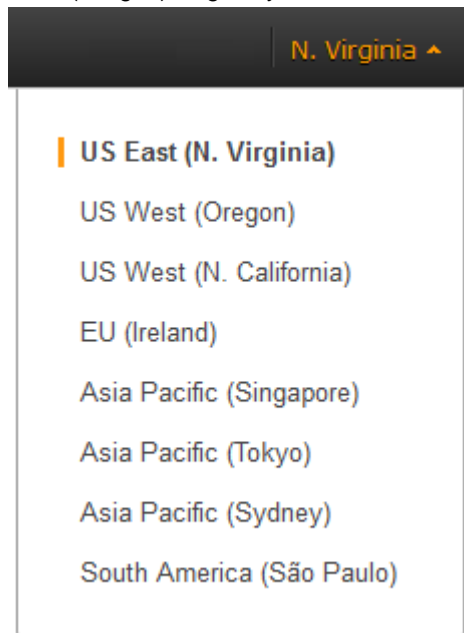 N. Virginia
US East (N. Virginia)
US West (Oregon)
US West (N. California)
EU (Ireland)
Asia Pacific (Singapore)
Asia Pacific (Tokyo)
Asia Pacific (Sydney)
South America (São Paulo)